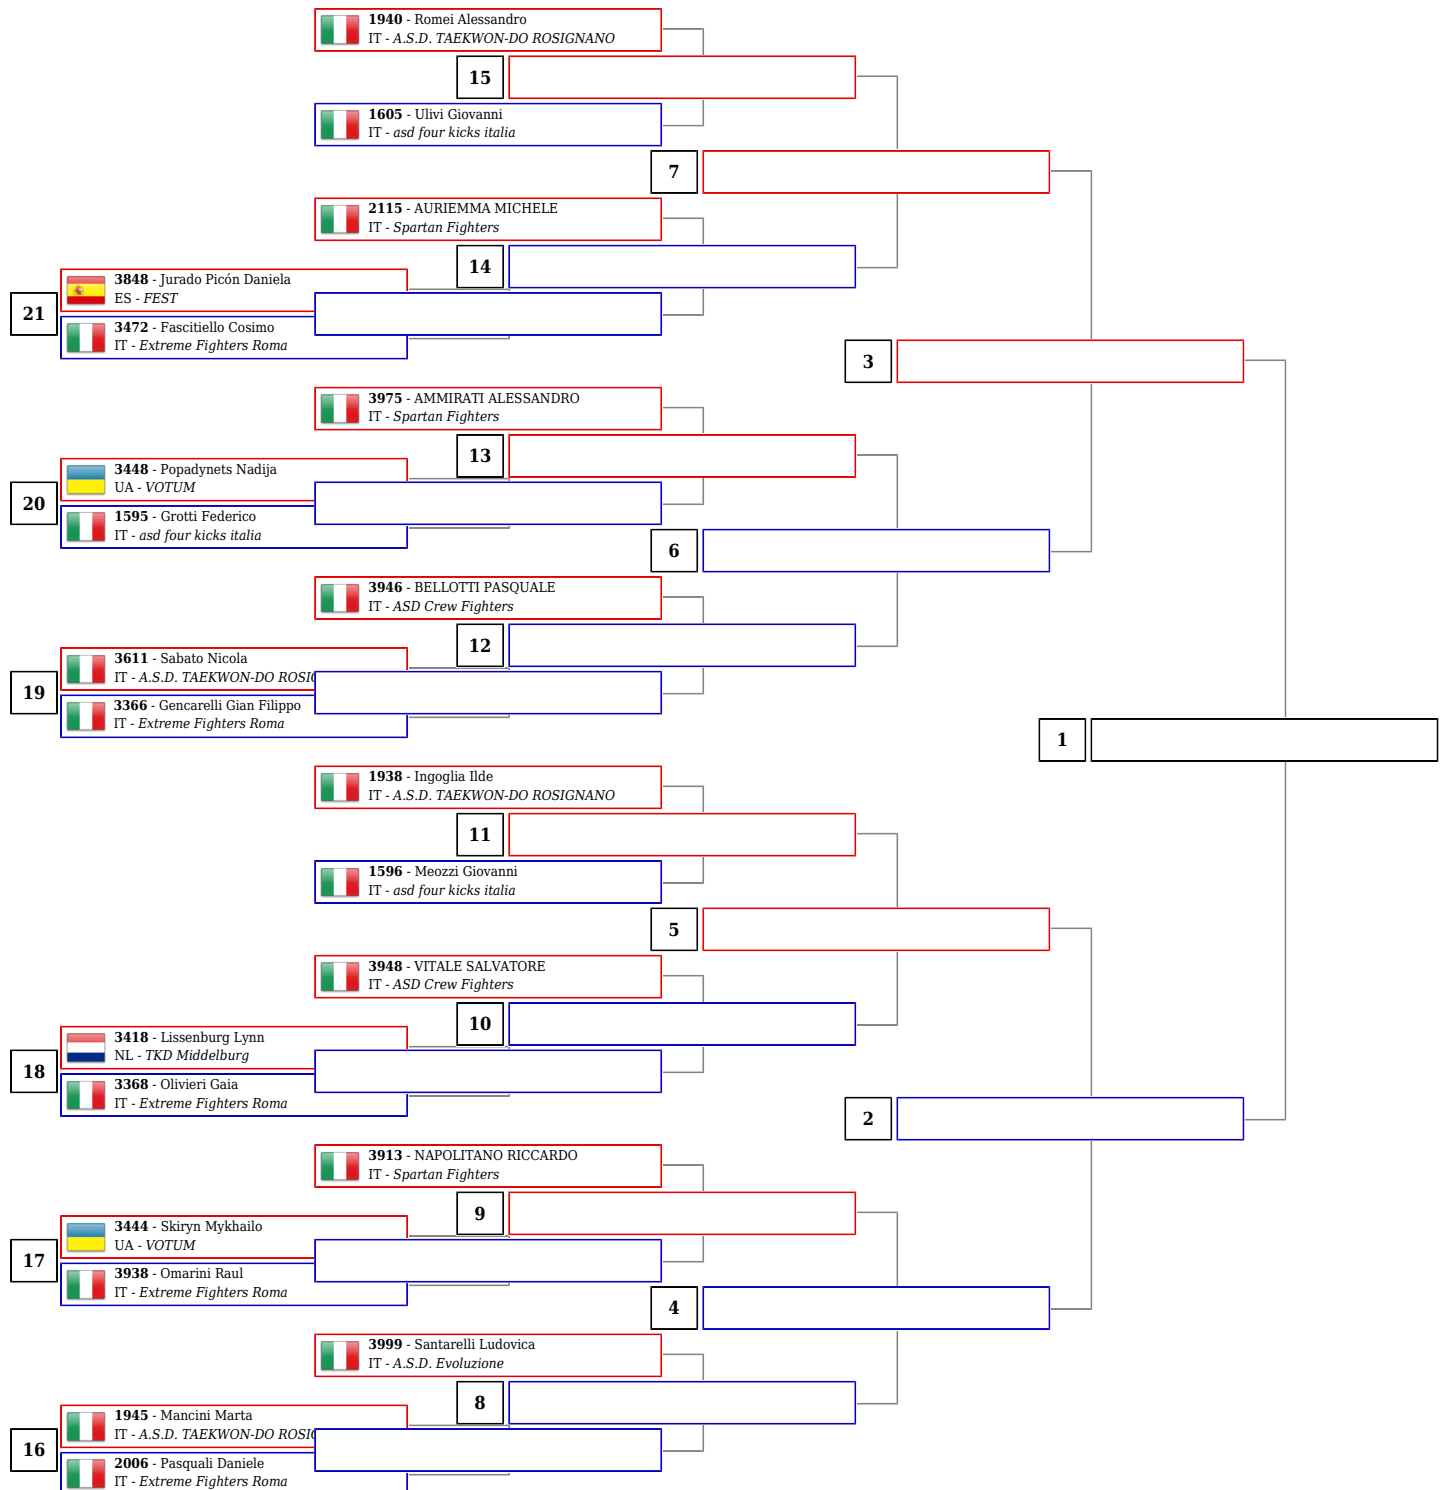 1940 - Romei Alessandro
IT - A.S.D. TAEKWON-DO ROSIGNANO
15
1605 - Ulivi Giovanni
IT - asd four kicks italia
7
2115 - AURIEMMA MICHELE
IT - Spartan Fighters
14
3848 - Jurado Picón Daniela
ES - FEST
21
3472 - Fascitiello Cosimo
IT - Extreme Fighters Roma
3
3975 - AMMIRATI ALESSANDRO
IT - Spartan Fighters
13
3448 - Popadynets Nadija
UA - VOTUM
20
1595 - Grotti Federico
IT - asd four kicks italia
6
3946 - BELLOTTI PASQUALE
IT - ASD Crew Fighters
12
3611 - Sabato Nicola
IT - A.S.D. TAEKWON-DO ROSIG
19
3366 - Gencarelli Gian Filippo
IT - Extreme Fighters Roma
1
1938 - Ingoglia Ilde
IT - A.S.D. TAEKWON-DO ROSIGNANO
11
1596 - Meozzi Giovanni
IT - asd four kicks italia
5
3948 - VITALE SALVATORE
IT - ASD Crew Fighters
10
3418 - Lissenburg Lynn
NL - TKD Middelburg
18
3368 - Olivieri Gaia
IT - Extreme Fighters Roma
2
3913 - NAPOLITANO RICCARDO
IT - Spartan Fighters
9
3444 - Skiryn Mykhailo
UA - VOTUM
17
3938 - Omarini Raul
IT - Extreme Fighters Roma
4
3999 - Santarelli Ludovica
IT - A.S.D. Evoluzione
8
1945 - Mancini Marta
IT - A.S.D. TAEKWON-DO ROSIG
16
2006 - Pasquali Daniele
IT - Extreme Fighters Roma